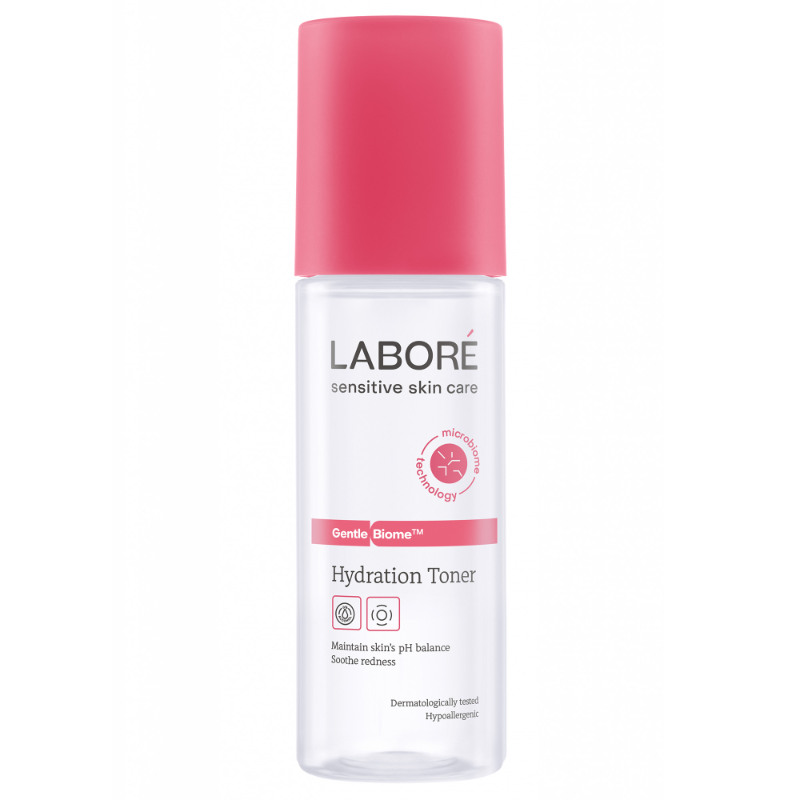 LABORÉ
sensitive skin care
microbiome
technology
Gentle Biome™
Hydration Toner
Maintain skin's pH balance
Soothe redness
Dermatologically tested
Hypoallergenic